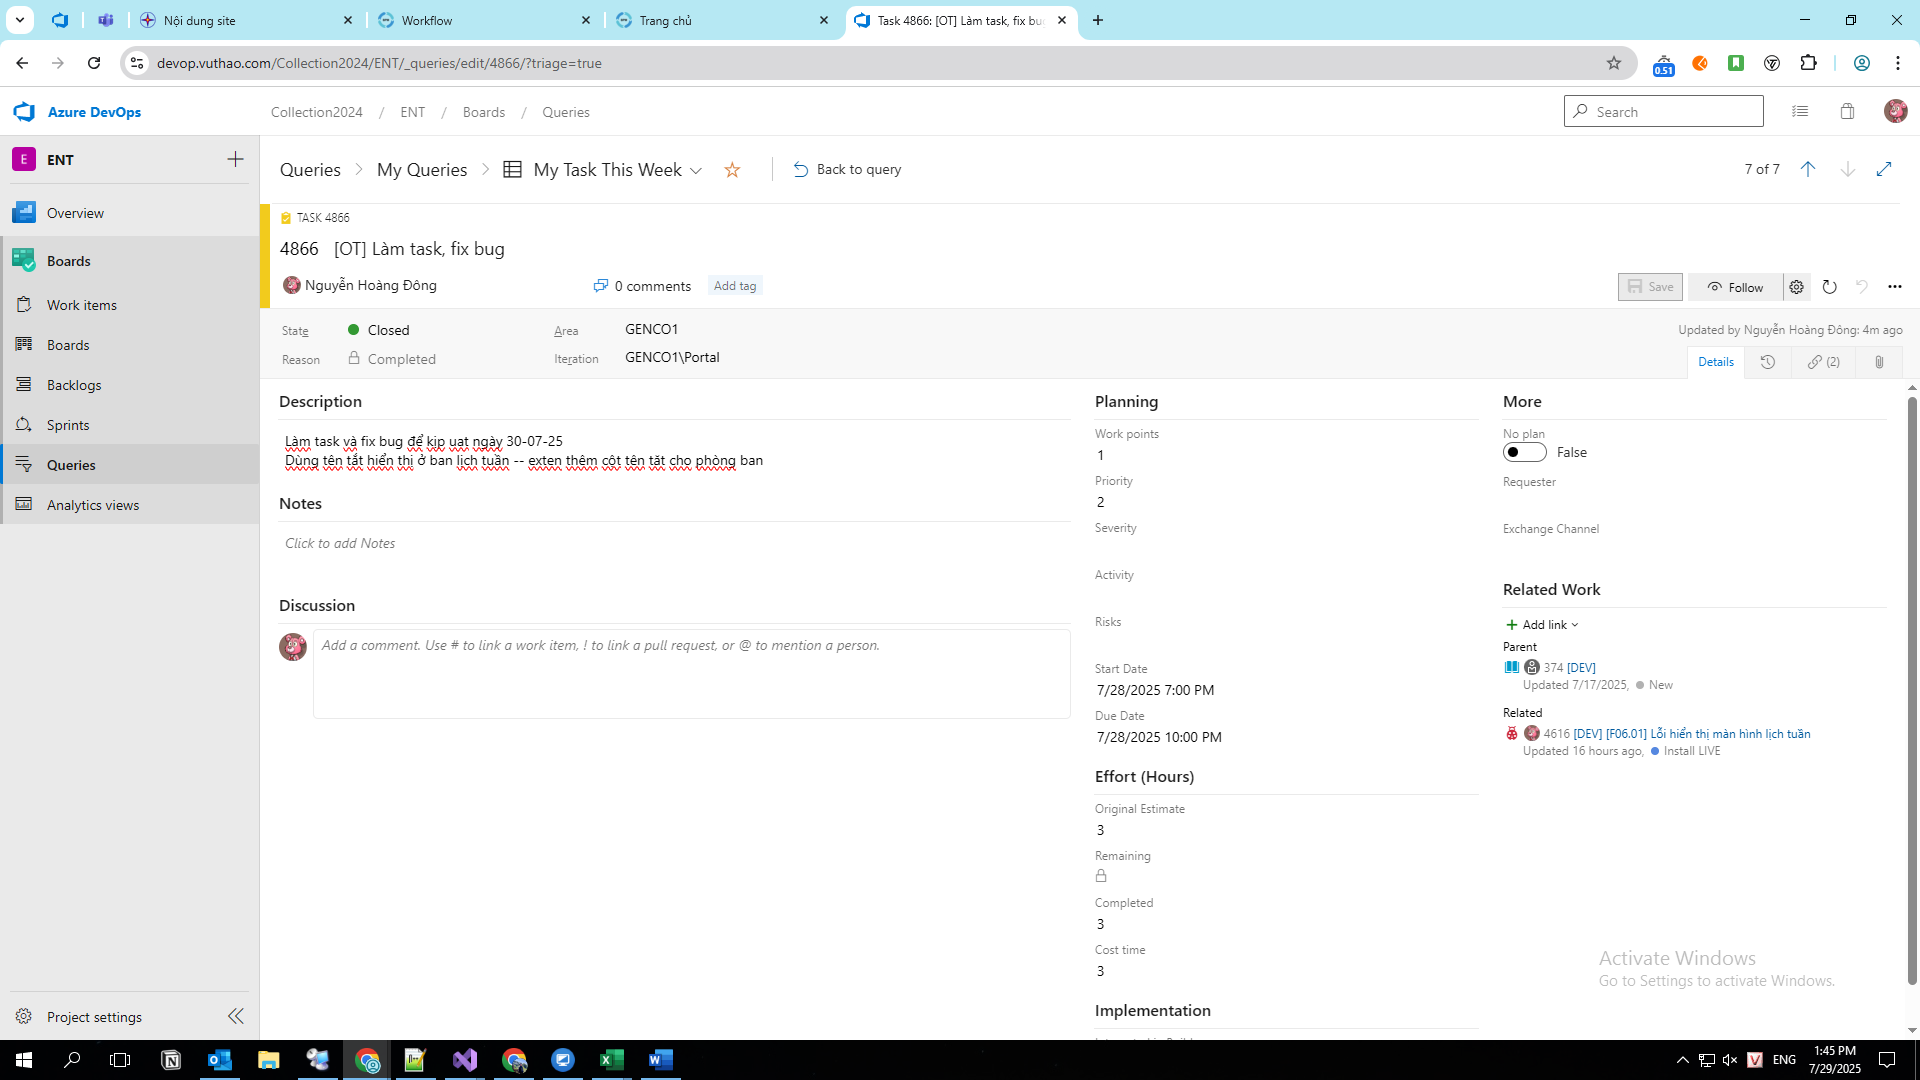 Nội dung site
Workflow
Trang chủ
Task 4866: [OT] Làm task, fix bug
devop.vuthao.com/Collection2024/ENT/_queries/edit/4866/?triage=true
0.51
Azure DevOps
Collection2024 / ENT / Boards / Queries
Search
E ENT
Queries
My Queries
My Task This Week
Back to query
7 of 7
Overview
Boards
Work items
Boards
Backlogs
Sprints
Queries
Analytics views
Project settings
TASK 4866
4866 [OT] Làm task, fix bug
Nguyễn Hoàng Đông
0 comments
Add tag
Save
Follow
State
Closed
Area
GENCO1
Reason
Completed
Iteration
GENCO1\Portal
Updated by Nguyễn Hoàng Đông: 4m ago
Details
(2)
Description
Làm task và fix bug để kịp uat ngày 30-07-25
Dùng tên tắt hiển thị ở ban lịch tuần -- exten thêm cột tên tăt cho phòng ban
Notes
Click to add Notes
Discussion
Add a comment. Use # to link a work item, ! to link a pull request, or @ to mention a person.
Planning
Work points
1
Priority
2
Severity
Activity
Risks
Start Date
7/28/2025 7:00 PM
Due Date
7/28/2025 10:00 PM
Effort (Hours)
Original Estimate
3
Remaining
Completed
3
Cost time
3
Implementation
More
No plan
False
Requester
Exchange Channel
Related Work
Add link
Parent
374 [DEV]
Updated 7/17/2025, New
Related
4616 [DEV] [F06.01] Lỗi hiển thị màn hình lịch tuần
Updated 16 hours ago, Install LIVE
Activate Windows
Go to Settings to activate Windows.
ENG
1:45 PM
7/29/2025